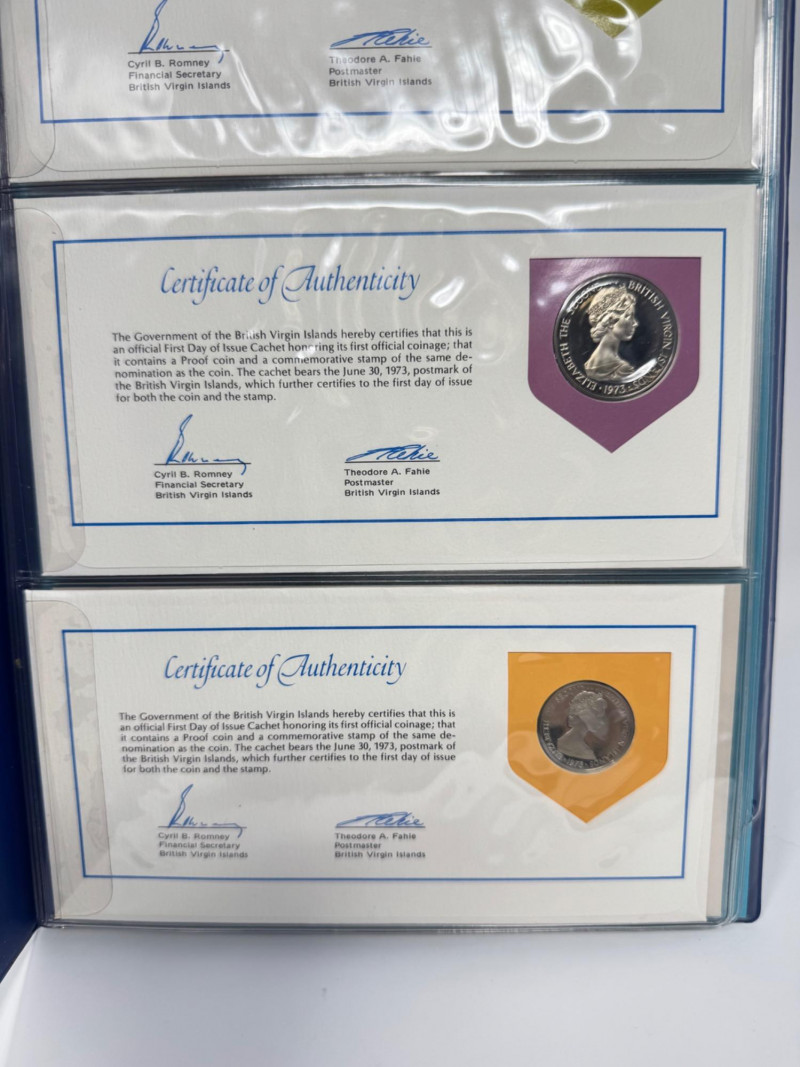 Cyril B. Romney
Financial Secretary
British Virgin Islands
Theodore A. Fahie
Postmaster
British Virgin Islands
Certificate of Authenticity
The Government of the British Virgin Islands hereby certifies that this is
an official First Day of Issue Cachet honoring its first official coinage; that
it contains a Proof coin and a commemorative stamp of the same de-
nomination as the coin. The cachet bears the June 30, 1973, postmark of
the British Virgin Islands, which further certifies to the first day of issue
for both the coin and the stamp.
Cyril B. Romney
Financial Secretary
British Virgin Islands
Theodore A. Fahie
Postmaster
British Virgin Islands
ELIZABETH THE SECOND BRITISH VIRGIN ISLANDS · 1973 ·
Certificate of Authenticity
The Government of the British Virgin Islands hereby certifies that this is
an official First Day of Issue Cachet honoring its first official coinage; that
it contains a Proof coin and a commemorative stamp of the same de-
nomination as the coin. The cachet bears the June 30, 1973, postmark of
the British Virgin Islands, which further certifies to the first day of issue
for both the coin and the stamp.
Cyril B. Romney
Financial Secretary
British Virgin Islands
Theodore A. Fahie
Postmaster
British Virgin Islands